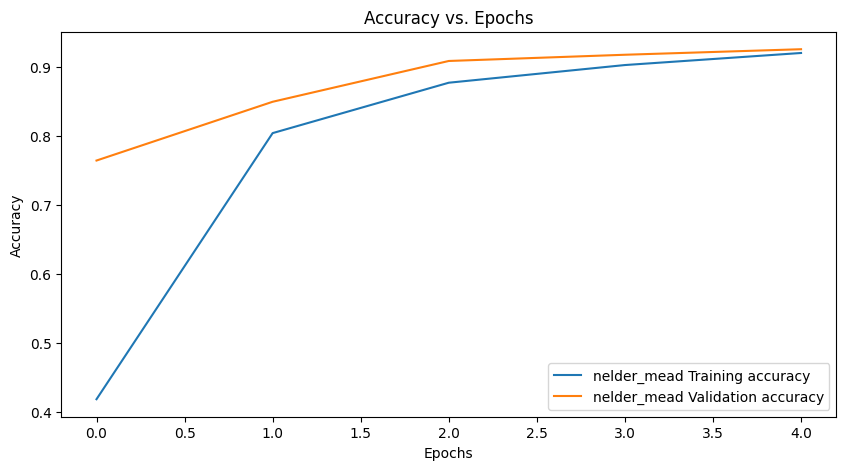 Accuracy vs. Epochs
Accuracy
0.9
0.8
0.7
0.6
0.5
0.4
nelder_mead Training accuracy
nelder_mead Validation accuracy
0.0 0.5 1.0 1.5 2.0 2.5 3.0 3.5 4.0
Epochs